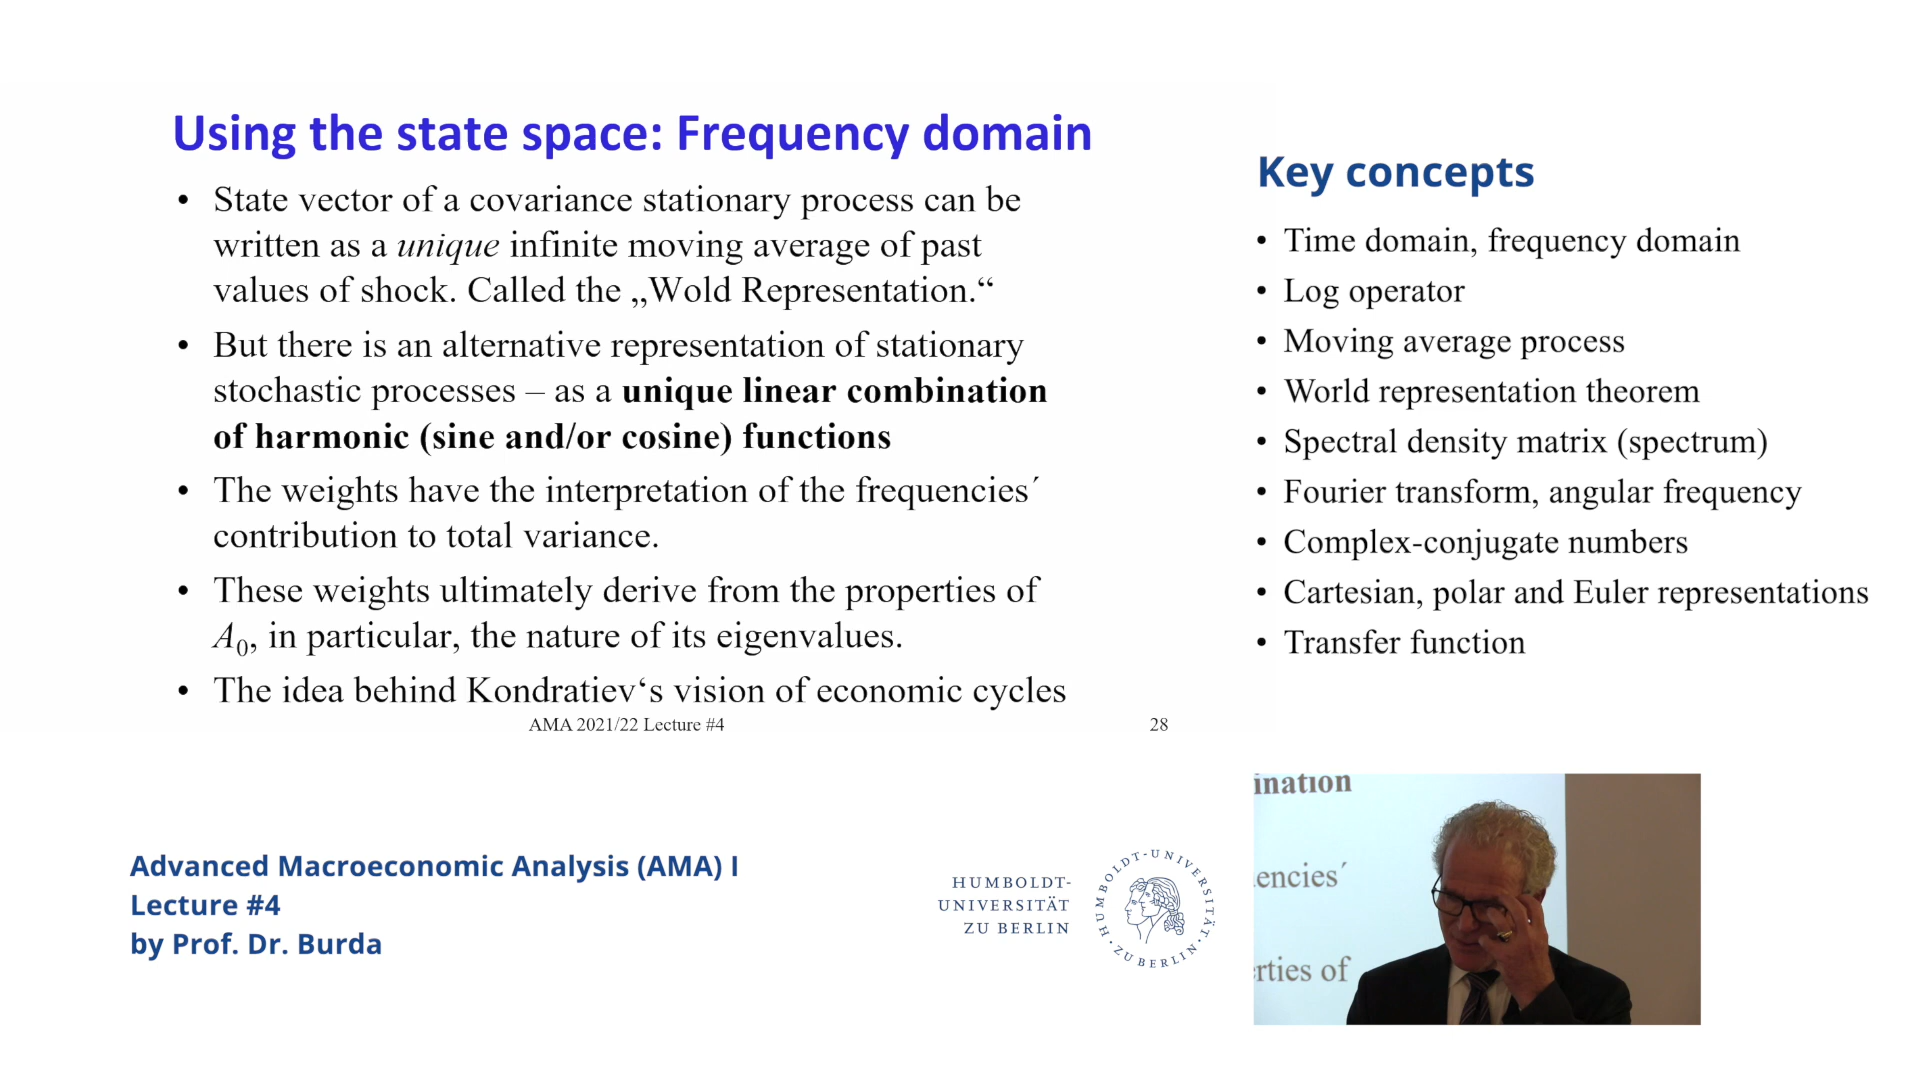 Using the state space: Frequency domain
• State vector of a covariance stationary process can be
written as a unique infinite moving average of past
values of shock. Called the „Wold Representation.“
• But there is an alternative representation of stationary
stochastic processes – as a unique linear combination
of harmonic (sine and/or cosine) functions
• The weights have the interpretation of the frequencies´
contribution to total variance.
• These weights ultimately derive from the properties of
A₀, in particular, the nature of its eigenvalues.
• The idea behind Kondratiev‘s vision of economic cycles
AMA 2021/22 Lecture #4
28
Key concepts
• Time domain, frequency domain
• Log operator
• Moving average process
• World representation theorem
• Spectral density matrix (spectrum)
• Fourier transform, angular frequency
• Complex-conjugate numbers
• Cartesian, polar and Euler representations
• Transfer function
Advanced Macroeconomic Analysis (AMA) I
Lecture #4
by Prof. Dr. Burda
HUMBOLDT-
UNIVERSITÄT
ZU BERLIN
HUMBOLDT-UNIVERSITÄT
ZU BERLIN
ination
encies´
rties of